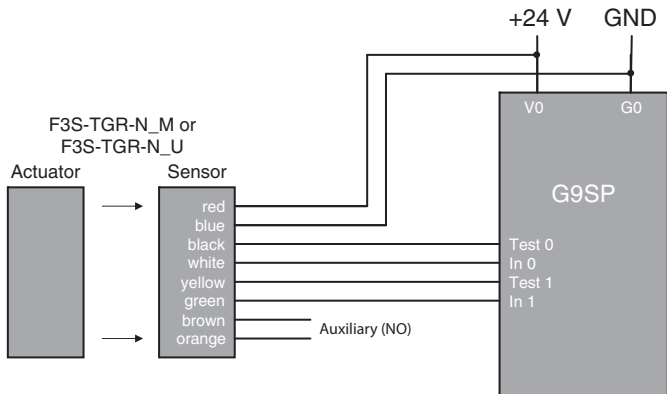 +24 V GND
V0 G0
F3S-TGR-N_M or
F3S-TGR-N_U
Actuator Sensor
G9SP
red
blue
black
white
yellow
green
brown
orange
Test 0
In 0
Test 1
In 1
Auxiliary (NO)